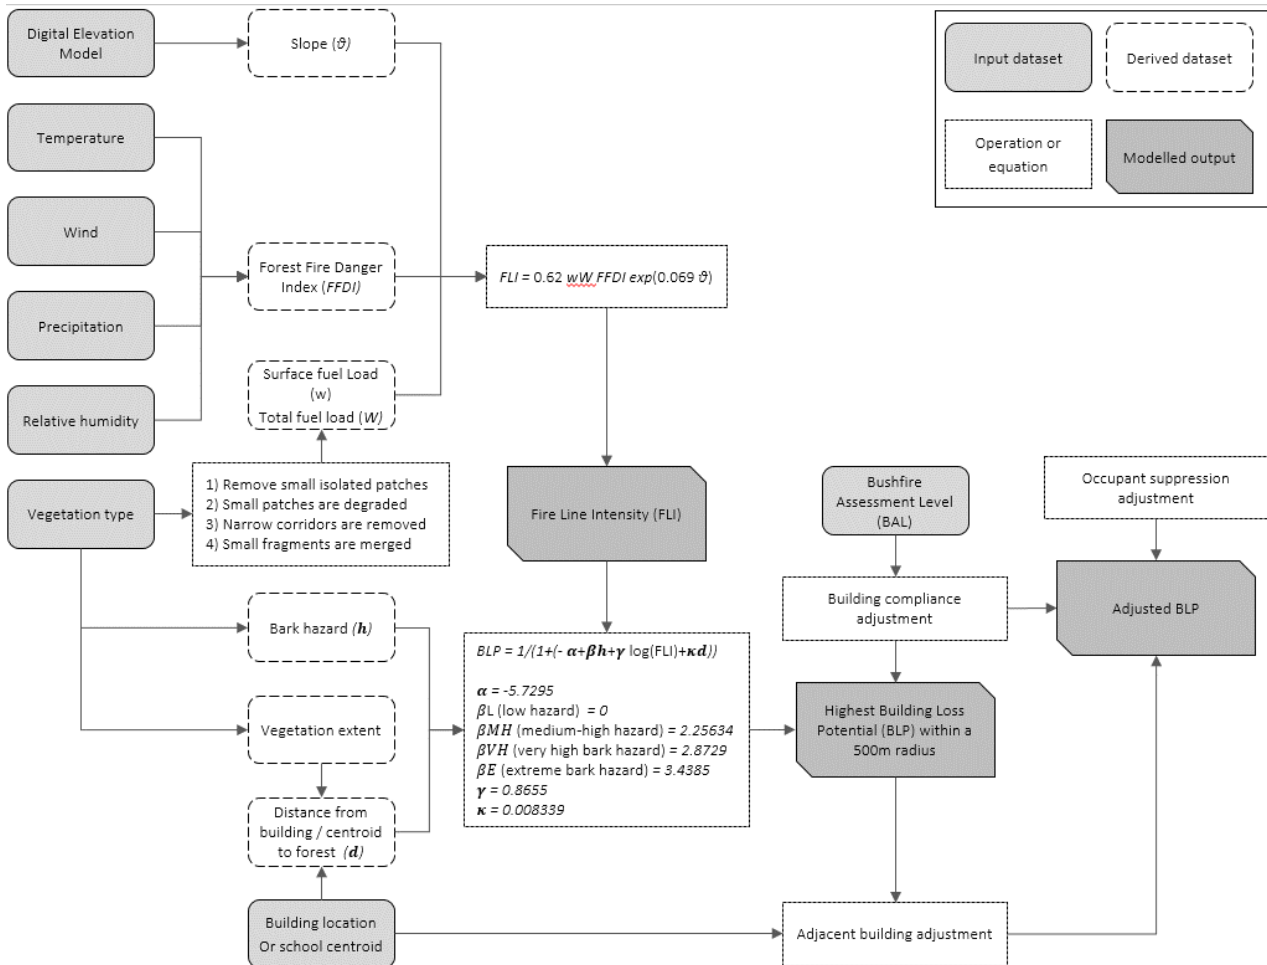 Digital Elevation
Model
Slope (ϑ)
Input dataset
Derived dataset
Operation or
equation
Modelled output
Temperature
Wind
Precipitation
Relative humidity
Forest Fire Danger
Index (FFDI)
FLI = 0.62 wW FFDI exp(0.069 ϑ)
Surface fuel Load
(w)
Total fuel load (W)
Vegetation type
1) Remove small isolated patches
2) Small patches are degraded
3) Narrow corridors are removed
4) Small fragments are merged
Fire Line Intensity (FLI)
Bushfire
Assessment Level
(BAL)
Occupant suppression
adjustment
Building compliance
adjustment
Adjusted BLP
Bark hazard (h)
Vegetation extent
Distance from
building / centroid
to forest (d)
BLP = 1/(1+(- α+βh+γ log(FLI)+κd))
α = -5.7295
βL (low hazard) = 0
βMH (medium-high hazard) = 2.25634
βVH (very high bark hazard) = 2.8729
βE (extreme bark hazard) = 3.4385
γ = 0.8655
κ = 0.008339
Highest Building Loss
Potential (BLP) within a
500m radius
Building location
Or school centroid
Adjacent building adjustment